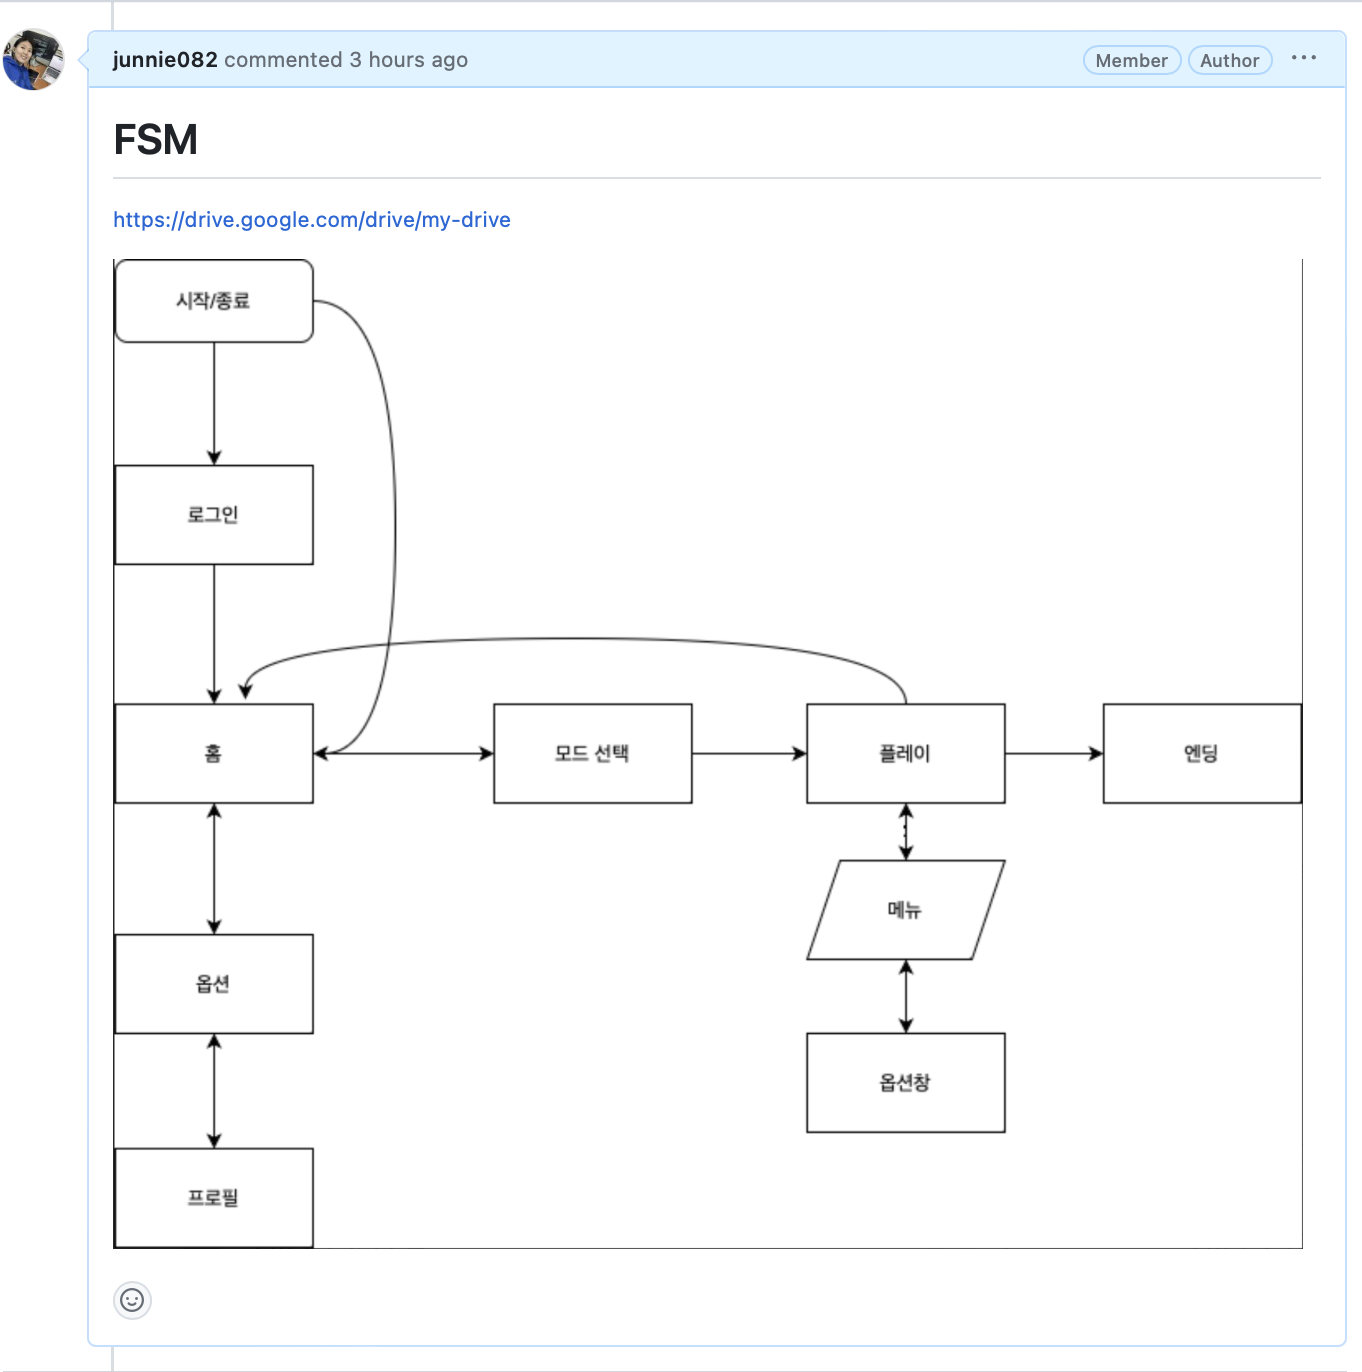 junnie082 commented 3 hours ago Member Author
FSM
https://drive.google.com/drive/my-drive
시작/종료
로그인
홈
모드 선택
플레이
엔딩
메뉴
옵션
옵션창
프로필